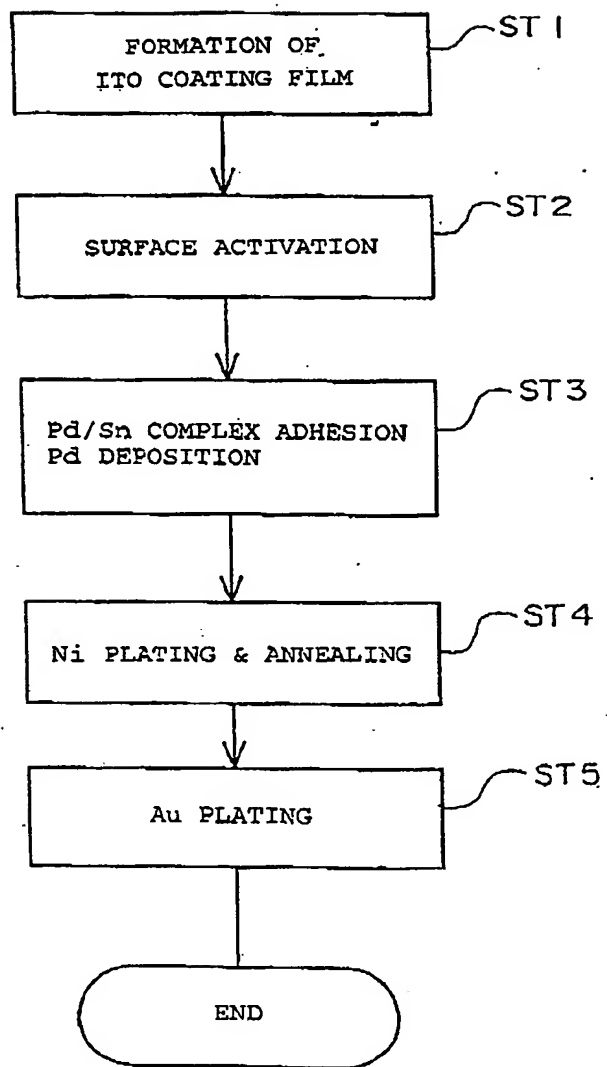 FORMATION OF
ITO COATING FILM
ST1
SURFACE ACTIVATION
ST2
Pd/Sn COMPLEX ADHESION
Pd DEPOSITION
ST3
Ni PLATING & ANNEALING
ST4
Au PLATING
ST5
END